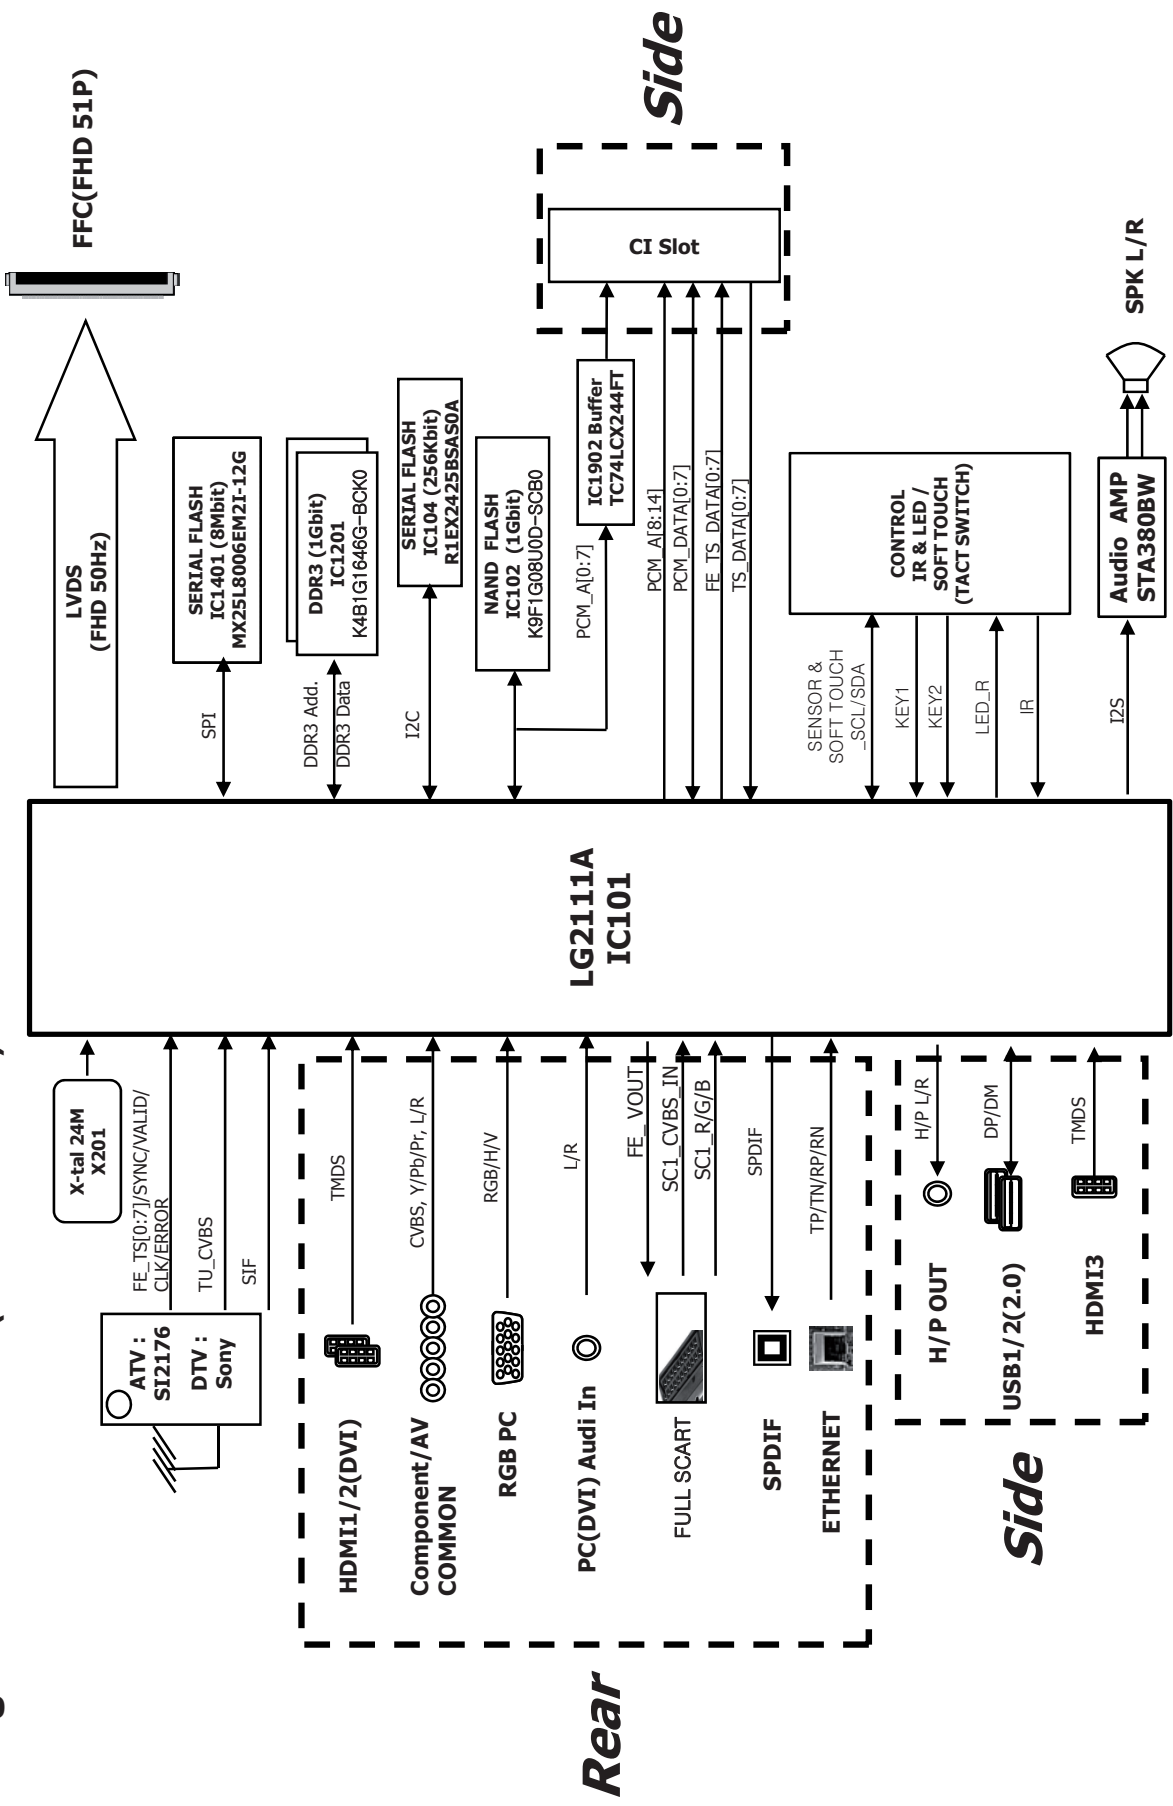 X-tal 24M
X201
ATV :
SI2176
DTV :
Sony
FE_TS[0:7]/SYNC/VALID/
CLK/ERROR
TU_CVBS
SIF
Rear
HDMI1/2(DVI)
TMDS
Component/AV
COMMON
CVBS, Y/Pb/Pr, L/R
RGB PC
RGB/H/V
PC(DVI) Audi In
L/R
FULL SCART
FE_ VOUT
SC1_CVBS_IN
SC1_R/G/B
SPDIF
SPDIF
ETHERNET
TP/TN/RP/RN
Side
H/P OUT
H/P L/R
USB1/2(2.0)
DP/DM
HDMI3
TMDS
LG2111A
IC101
LVDS
(FHD 50Hz)
FFC(FHD 51P)
SPI
SERIAL FLASH
IC1401 (8Mbit)
MX25L8006EM2I-12G
DDR3 Add.
DDR3 Data
DDR3 (1Gbit)
IC1201
K4B1G1646G-BCK0
I2C
SERIAL FLASH
IC104 (256Kbit)
R1EX2425BSAS0A
NAND FLASH
IC102 (1Gbit)
K9F1G08U0D-SCB0
PCM_A[0:7]
IC1902 Buffer
TC74LCX244FT
PCM_A[8:14]
PCM_DATA[0:7]
FE_TS_DATA[0:7]
TS_DATA[0:7]
CI Slot
Side
SENSOR &
SOFT TOUCH
_SCL/SDA
KEY1
KEY2
LED_R
IR
CONTROL
IR & LED /
SOFT TOUCH
(TACT SWITCH)
I2S
Audio AMP
STA380BW
SPK L/R